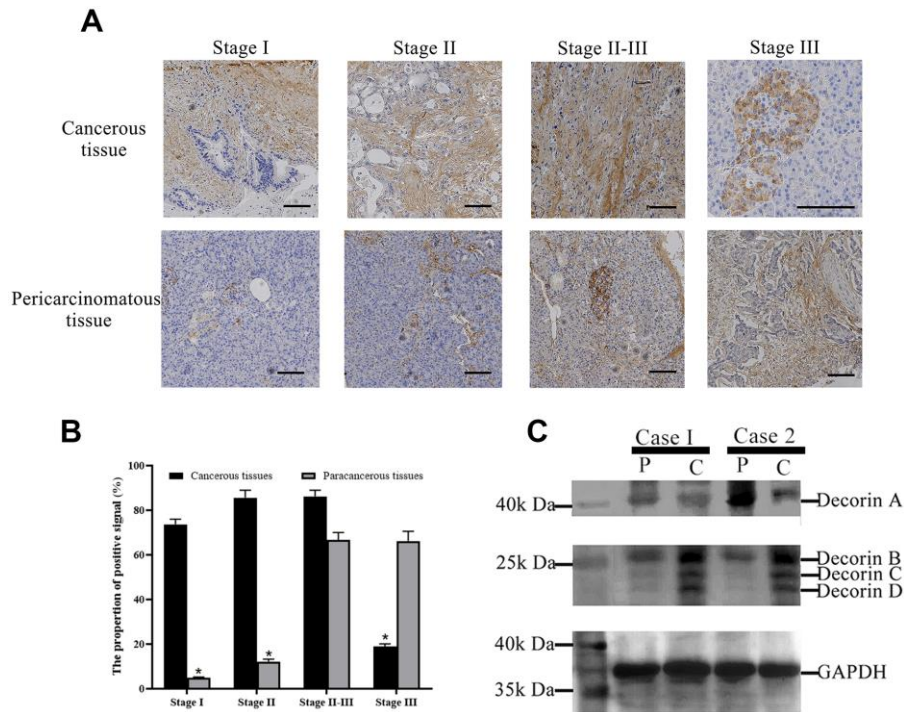 A
Stage I Stage II Stage II-III Stage III
Cancerous
tissue
Pericarcinomatous
tissue
B
Cancerous tissues Paracancerous tissues
The propertion of positive signal (%)
100
80
60
40
20
0
* * *
Stage I Stage II Stage II-III Stage III
C
Case I Case 2
P C P C
40k Da Decorin A
25k Da Decorin B
Decorin C
Decorin D
40k Da
GAPDH
35k Da